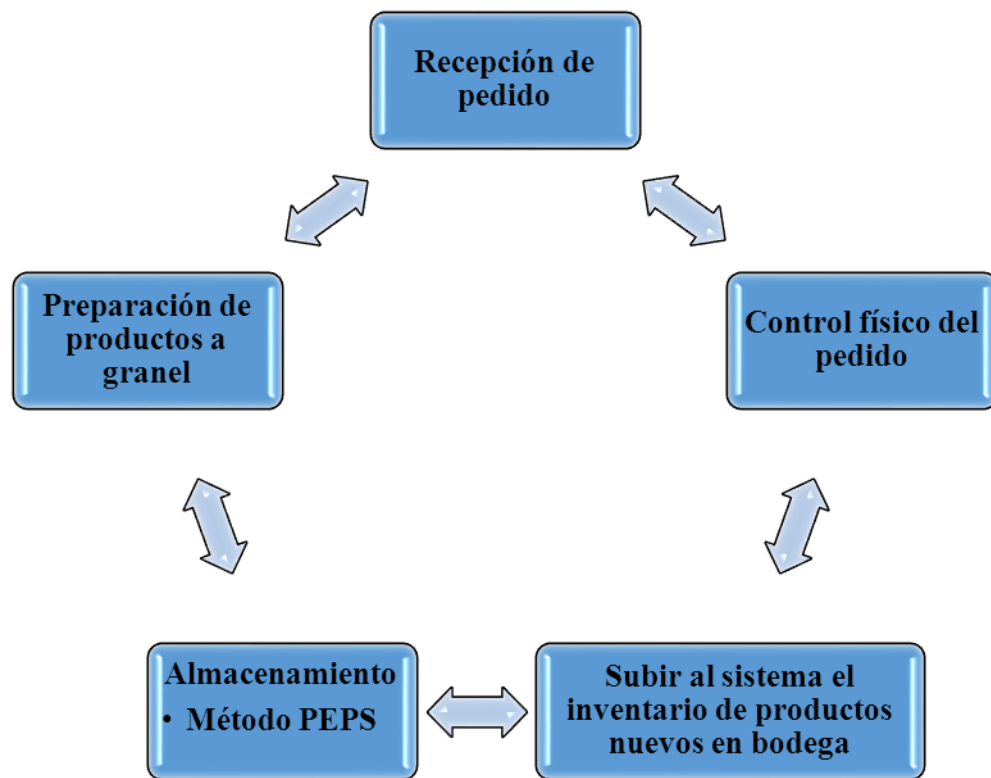 Recepción de
pedido
Preparación de
productos a
granel
Control físico del
pedido
Almacenamiento
• Método PEPS
Subir al sistema el
inventario de productos
nuevos en bodega